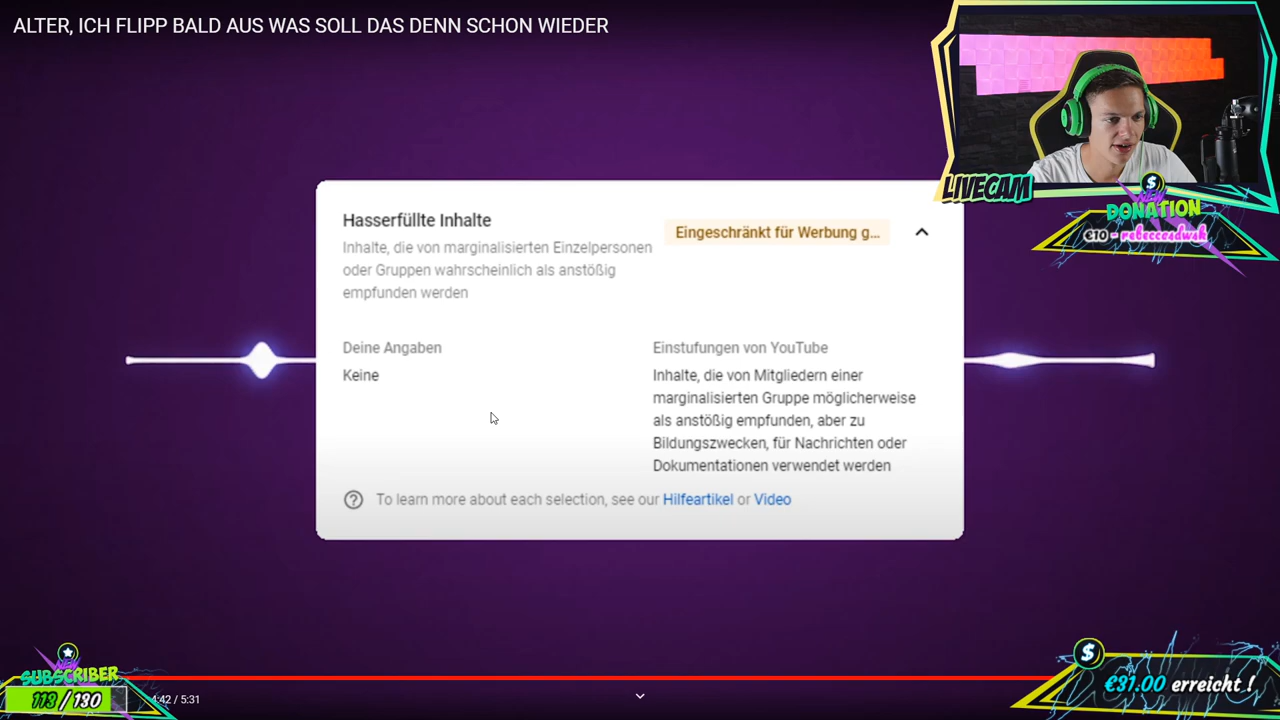 ALTER, ICH FLIPP BALD AUS WAS SOLL DAS DENN SCHON WIEDER
LIVECAM
NEW
DONATION
€10 - rebeccasdwsk
Hasserfüllte Inhalte
Eingeschränkt für Werbung g...
Inhalte, die von marginalisierten Einzelpersonen
oder Gruppen wahrscheinlich als anstößig
empfunden werden
Deine Angaben
Keine
Einstufungen von YouTube
Inhalte, die von Mitgliedern einer
marginalisierten Gruppe möglicherweise
als anstößig empfunden, aber zu
Bildungszwecken, für Nachrichten oder
Dokumentationen verwendet werden
To learn more about each selection, see our Hilfeartikel or Video
NEW
SUBSCRIBER
113 / 130
4:42 / 5:31
€31.00 erreicht !